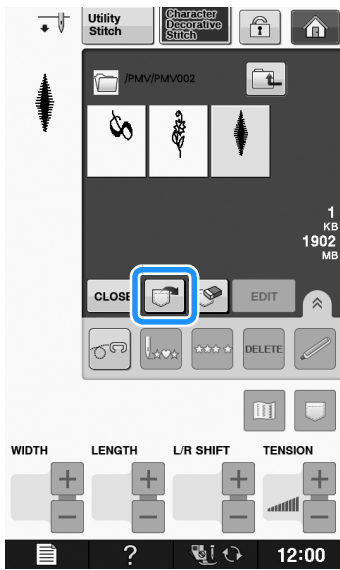 Utility
Stitch
Character
Decorative
Stitch
/PMV/PMV002
1
KB
1902
MB
CLOSE
EDIT
DELETE
WIDTH
LENGTH
L/R SHIFT
TENSION
+ + + +
− − − −
?
12:00